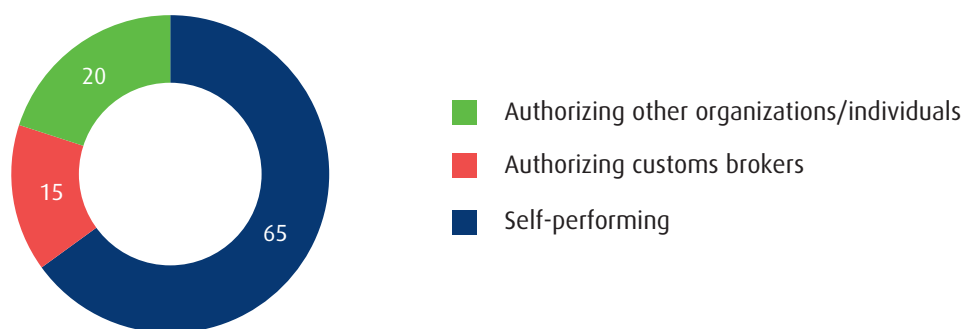 20
15
65
Authorizing other organizations/individuals
Authorizing customs brokers
Self-performing